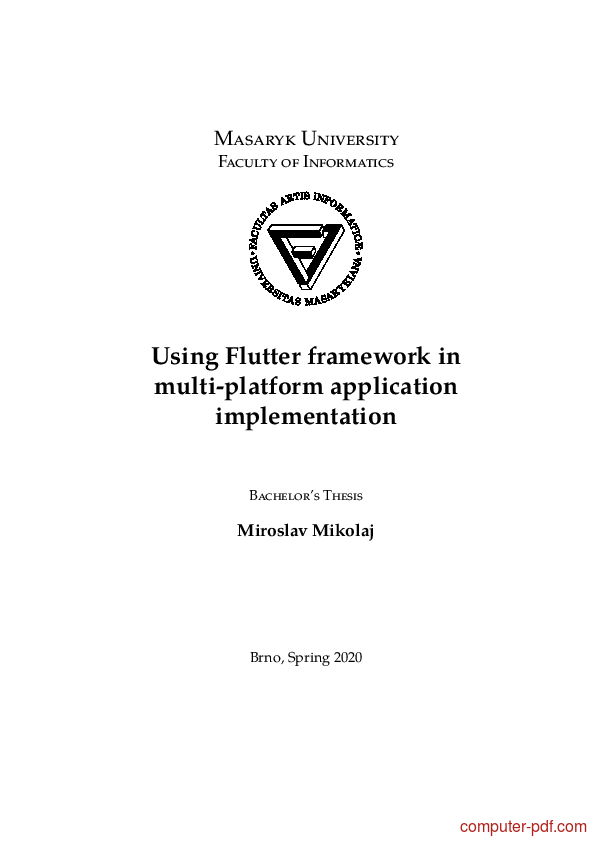 Masaryk University
Faculty of Informatics
FACULTAS ARTIS INFORMATICÆ
UNIVERSITAS MASARYKIANA
Using Flutter framework in
multi-platform application
implementation
Bachelor's Thesis
Miroslav Mikolaj
Brno, Spring 2020
computer-pdf.com